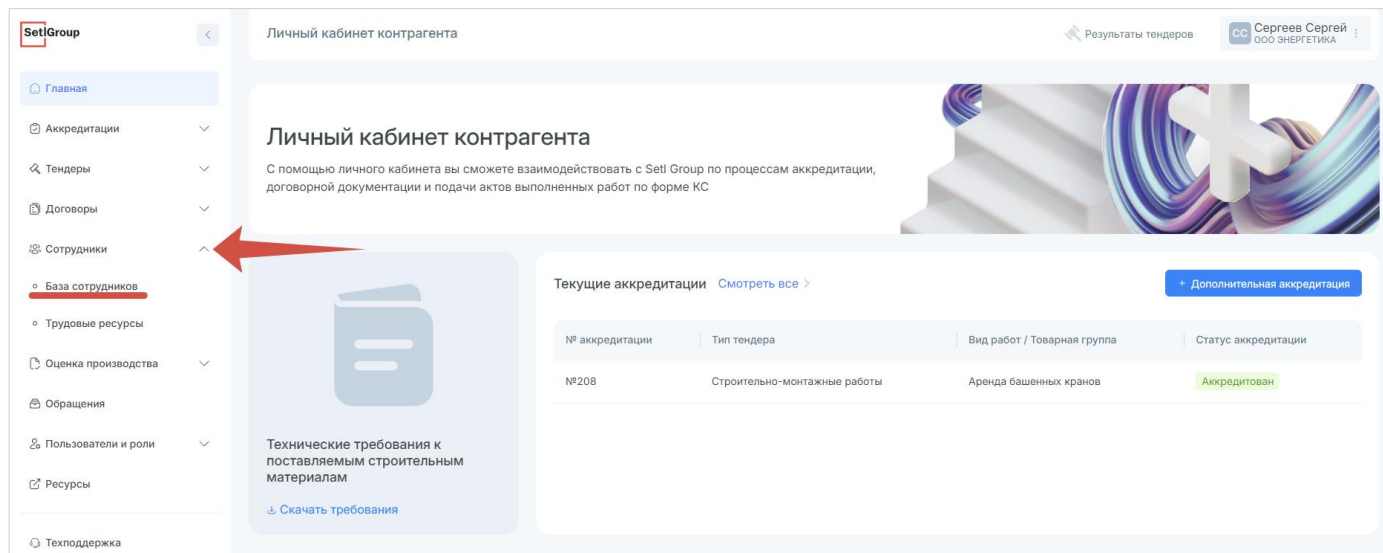 SetlGroup
Личный кабинет контрагента
Результаты тендеров
СС
Сергеев Сергей
ООО ЭНЕРГЕТИКА
Главная
Аккредитации
Тендеры
Договоры
Сотрудники
База сотрудников
Трудовые ресурсы
Оценка производства
Обращения
Пользователи и роли
Ресурсы
Техподдержка
Личный кабинет контрагента
С помощью личного кабинета вы сможете взаимодействовать с Setl Group по процессам аккредитации,
договорной документации и подачи актов выполненных работ по форме КС
Технические требования к
поставляемым строительным
материалам
Скачать требования
Текущие аккредитации Смотреть все >
+ Дополнительная аккредитация
№ аккредитации Тип тендера Вид работ / Товарная группа Статус аккредитации
№208 Строительно-монтажные работы Аренда башенных кранов Аккредитован